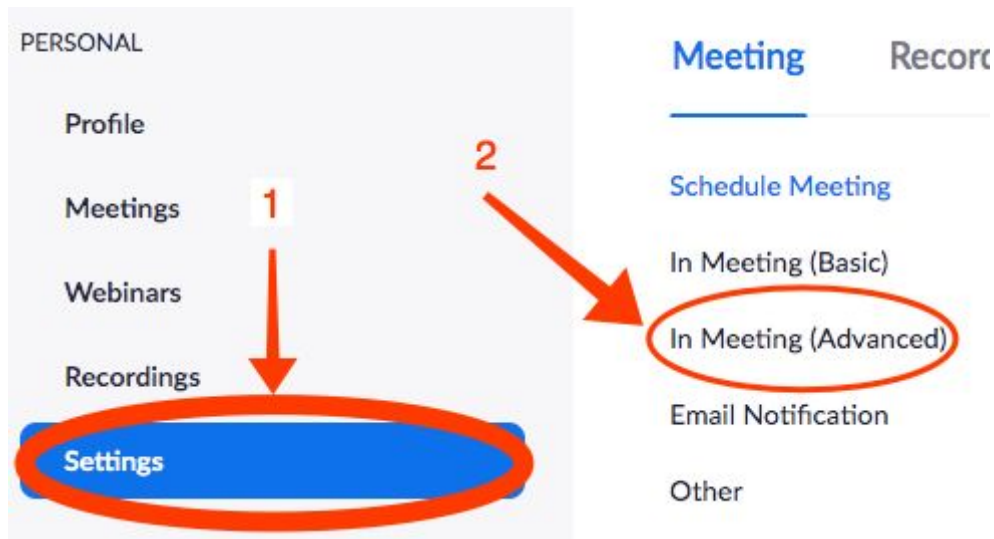 PERSONAL
Profile
Meetings
1
Webinars
Recordings
Settings
2
Meeting
Record
Schedule Meeting
In Meeting (Basic)
In Meeting (Advanced)
Email Notification
Other